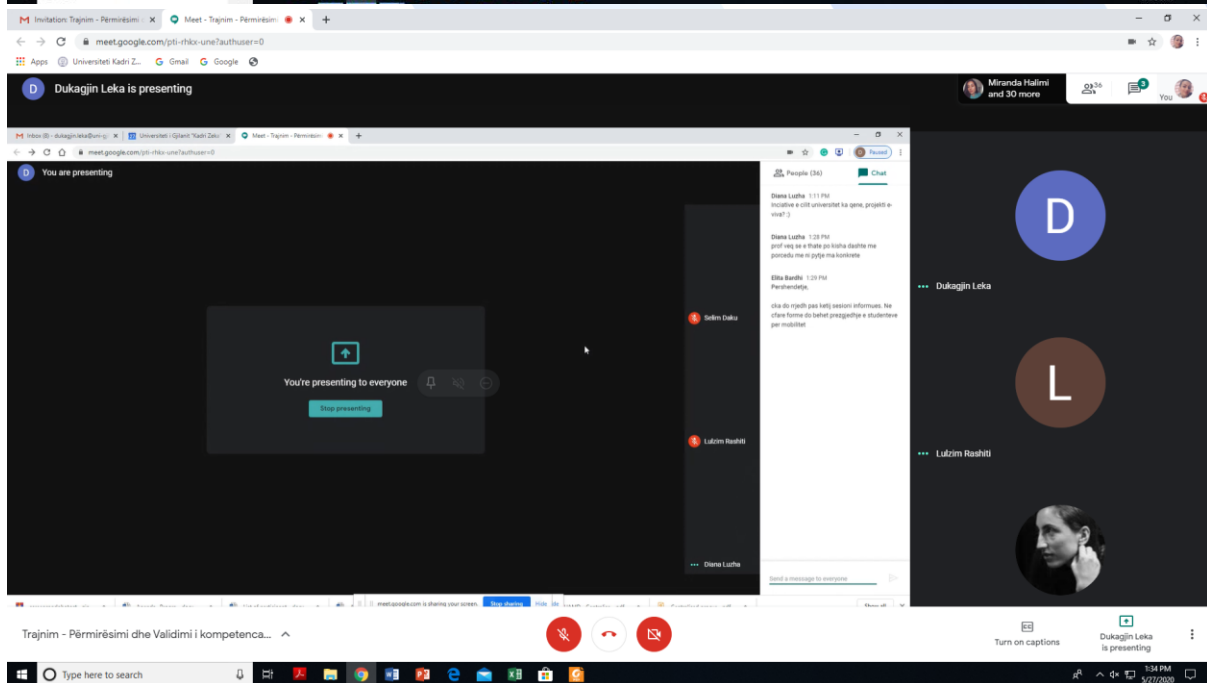 Invitation: Trajnim - Përmirësimi
Meet - Trajnim - Përmirësim
meet.google.com/pti-rhkx-une?authuser=0
Apps
Universiteti Kadri Z...
Gmail
Google
D
Dukagjin Leka is presenting
Miranda Halimi
and 30 more
36
3
You
Universiteti i Gjilanit "Kadri Zeku"
Meet - Trajnim - Përmirësim
meet.google.com/pti-rhkx-une?authuser=0
Paused
D
You are presenting
People (36)
Chat
Diana Luzha 1:11 PM
Inciative e cilit universitet ka qene, projekti e-
viva? :)
Diana Luzha 1:28 PM
prof veq se e thate po kisha dashte me
porcedu me ni pytje ma konkrete
Elita Bardhi 1:29 PM
Pershendetje,
cka do rrjedh pas ketij sesioni informues. Ne
cfare forme do behet przgjedhje e studenteve
per mobilitet
Selim Daku
You're presenting to everyone
Stop presenting
Lulzim Rashiti
Diana Luzha
Send a message to everyone
D
Dukagjin Leka
L
Lulzim Rashiti
meet.google.com is sharing your screen.
Stop sharing
Hide
Show all
Trajnim - Përmirësimi dhe Validimi i kompetenca...
Turn on captions
Dukagjin Leka
is presenting
Type here to search
1:34 PM
5/27/2020